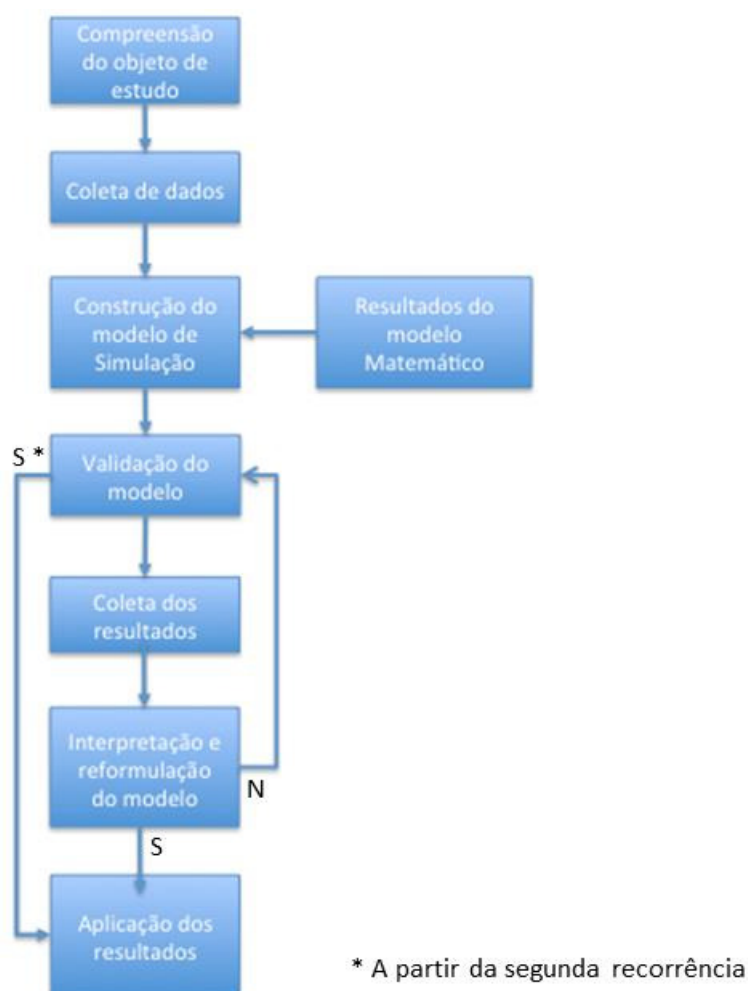 Compreensão
do objeto de
estudo
Coleta de dados
Construção do
modelo de
Simulação
Resultados do
modelo
Matemático
S *
Validação do
modelo
Coleta dos
resultados
Interpretação e
reformulação
do modelo
N
S
Aplicação dos
resultados
* A partir da segunda recorrência